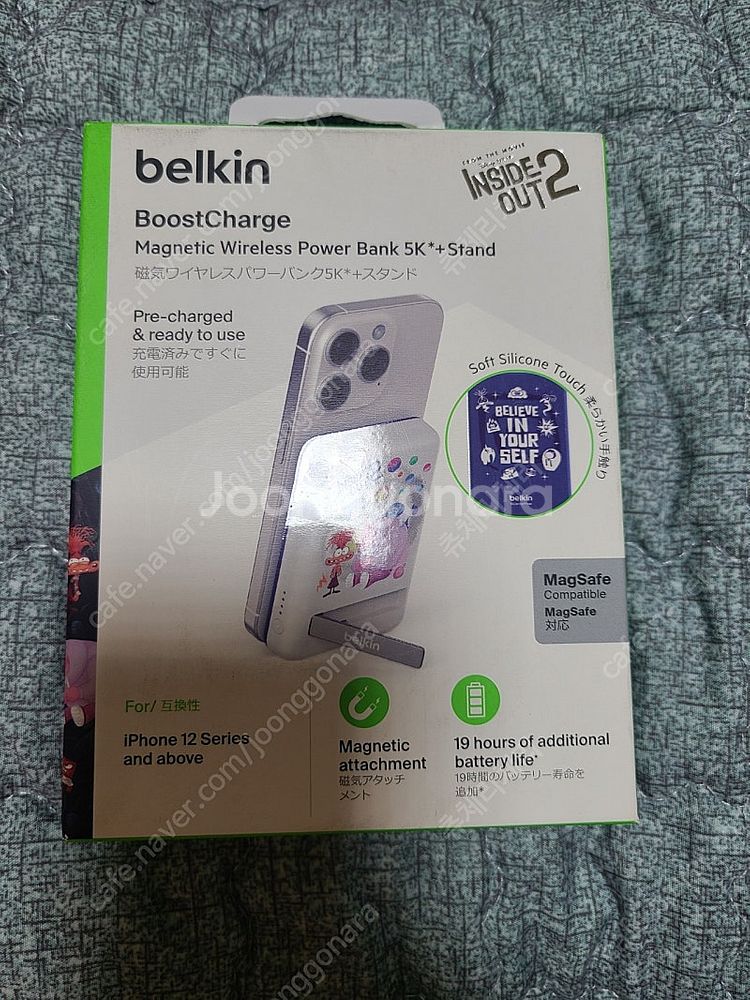 belkin
FROM THE MOVIE
INSIDE
OUT 2
BoostCharge
Magnetic Wireless Power Bank 5K*+Stand
磁気ワイヤレスパワーバンク5K*+スタンド
Pre-charged
& ready to use
充電済みですぐに
使用可能
Soft Silicone Touch 柔らかい手触り
BELIEVE
IN
YOUR
SELF
belkin
Joonggonara
belkin
MagSafe
Compatible
MagSafe
対応
For/ 互換性
iPhone 12 Series
and above
Magnetic
attachment
磁気アタッチ
メント
19 hours of additional
battery life*
19時間のバッテリー寿命を
追加*
cafe.naver.com/joonggonara